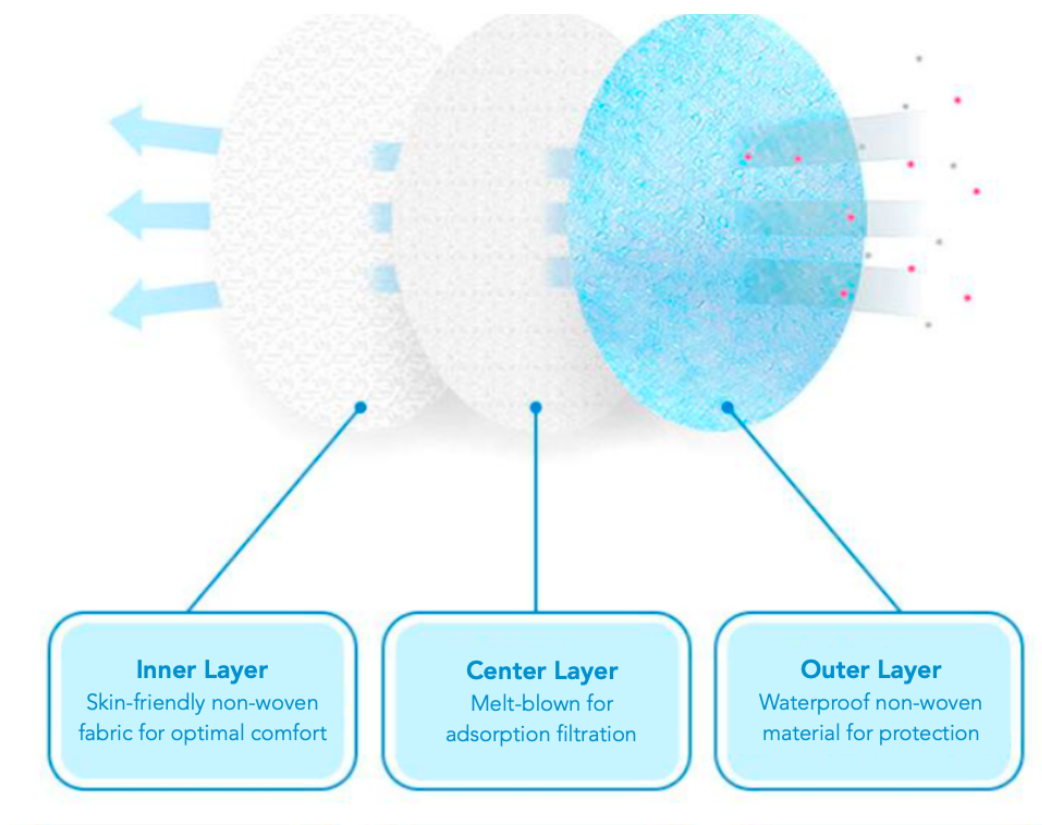 Inner Layer
Skin-friendly non-woven
fabric for optimal comfort
Center Layer
Melt-blown for
adsorption filtration
Outer Layer
Waterproof non-woven
material for protection